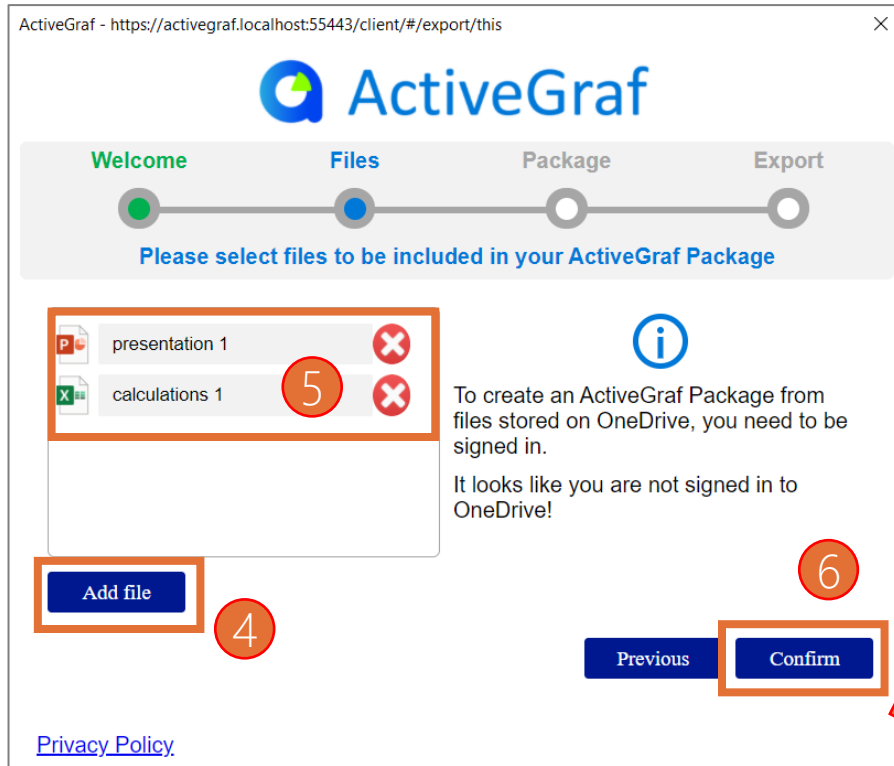 ActiveGraf - https://activegraf.localhost:55443/client/#/export/this
ActiveGraf
Welcome Files Package Export
Please select files to be included in your ActiveGraf Package
presentation 1
calculations 1
5
To create an ActiveGraf Package from
files stored on OneDrive, you need to be
signed in.
It looks like you are not signed in to
OneDrive!
Add file
4
6
Previous Confirm
Privacy Policy